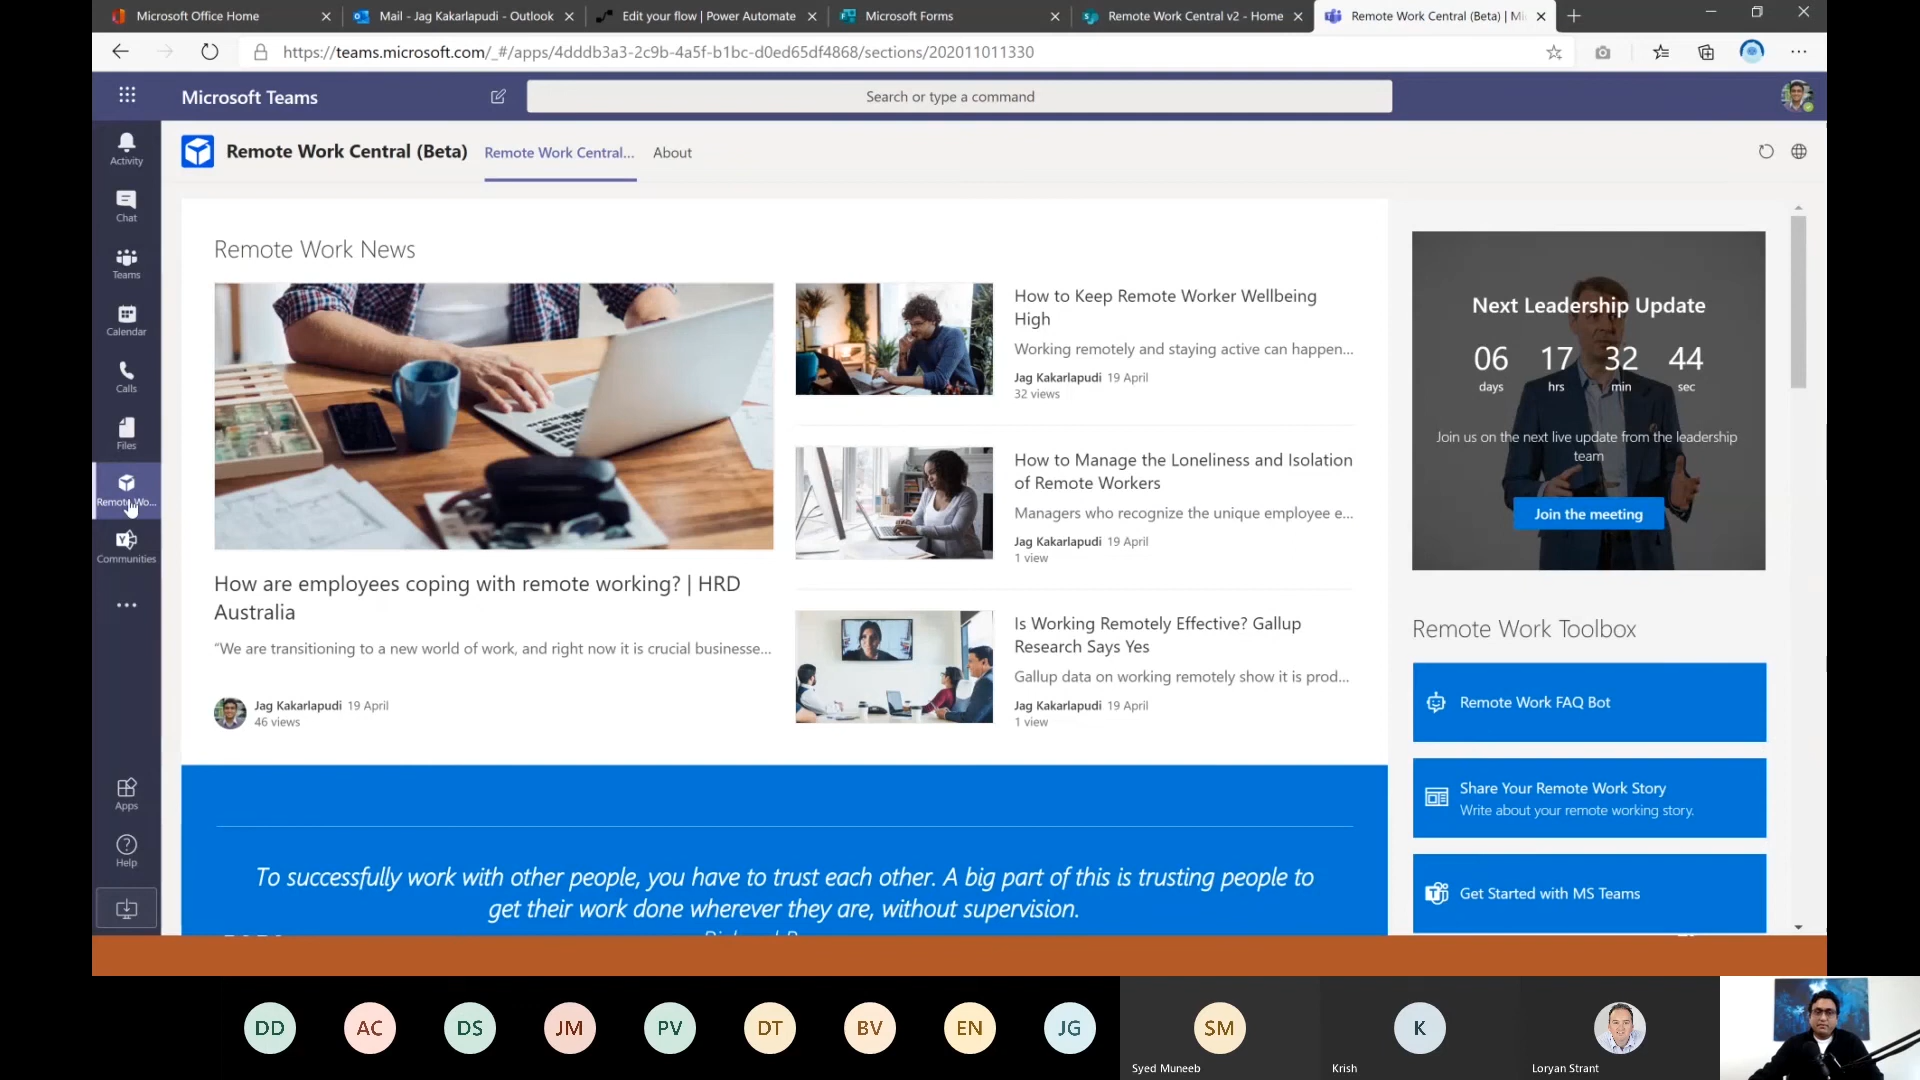 Microsoft Office Home
Mail - Jag Kakarlapudi - Outlook
Edit your flow | Power Automate
Microsoft Forms
Remote Work Central v2 - Home
Remote Work Central (Beta) | Mi
https://teams.microsoft.com/_#/apps/4dddb3a3-2c9b-4a5f-b1bc-d0ed65df4868/sections/202011011330
Microsoft Teams
Search or type a command
Activity
Chat
Teams
Calendar
Calls
Files
Remote Wo...
Communities
Apps
Help
Remote Work Central (Beta)
Remote Work Central...
About
Remote Work News
How are employees coping with remote working? | HRD
Australia
“We are transitioning to a new world of work, and right now it is crucial businesse...
Jag Kakarlapudi 19 April
46 views
How to Keep Remote Worker Wellbeing
High
Working remotely and staying active can happen...
Jag Kakarlapudi 19 April
32 views
How to Manage the Loneliness and Isolation
of Remote Workers
Managers who recognize the unique employee e...
Jag Kakarlapudi 19 April
1 view
Is Working Remotely Effective? Gallup
Research Says Yes
Gallup data on working remotely show it is prod...
Jag Kakarlapudi 19 April
1 view
To successfully work with other people, you have to trust each other. A big part of this is trusting people to
get their work done wherever they are, without supervision.
Next Leadership Update
06 17 32 44
days hrs min sec
Join us on the next live update from the leadership
team
Join the meeting
Remote Work Toolbox
Remote Work FAQ Bot
Share Your Remote Work Story
Write about your remote working story.
Get Started with MS Teams
DD
AC
DS
JM
PV
DT
BV
EN
JG
SM
K
Syed Muneeb
Krish
Loryan Strant